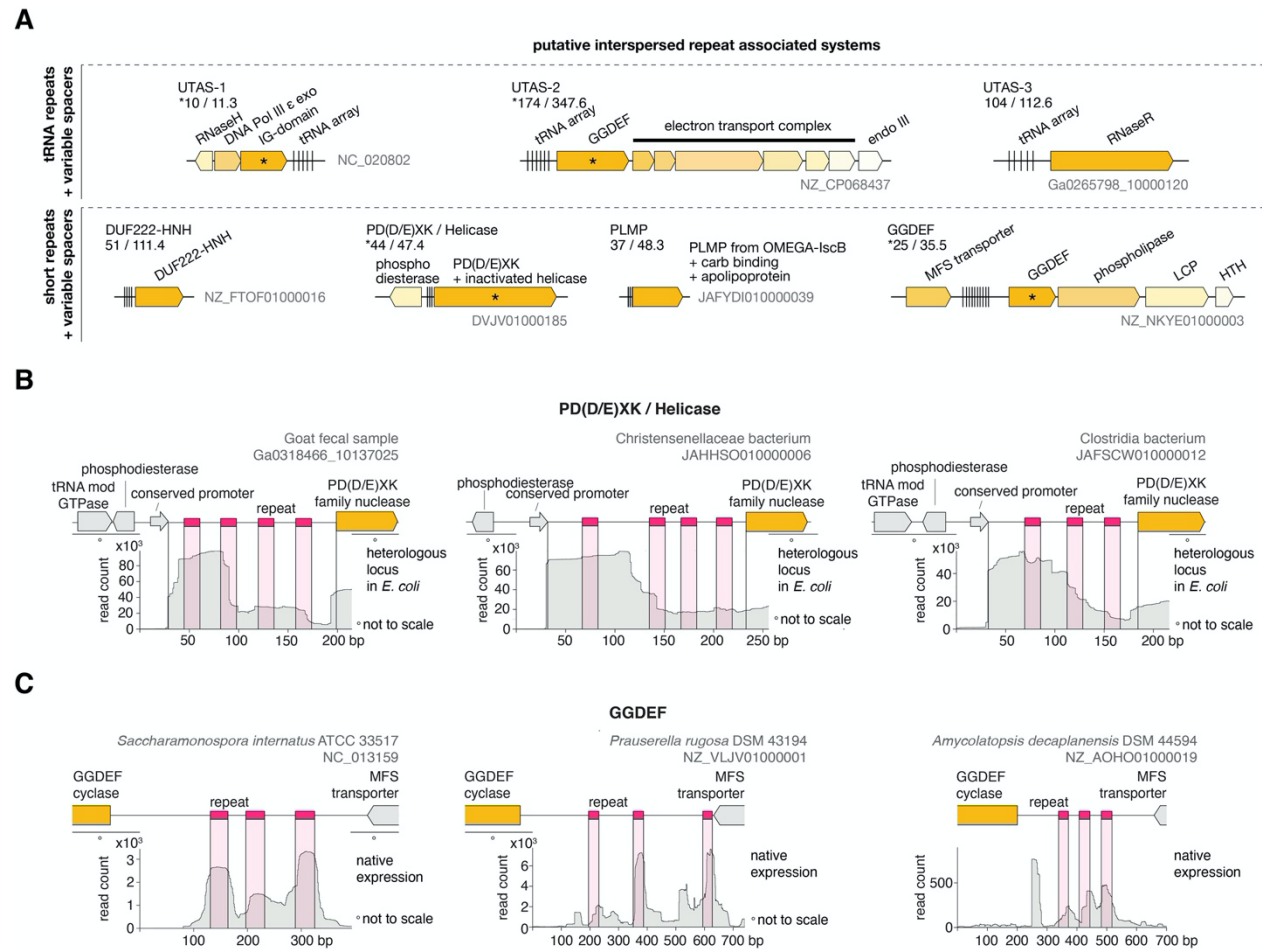 A
putative interspersed repeat associated systems
tRNA repeats
+ variable spacers
UTAS-1
*10 / 11.3
RNaseH
DNA Pol III ε exo
IG-domain
tRNA array
*
NC_020802
UTAS-2
*174 / 347.6
tRNA array
GGDEF
electron transport complex
endo III
*
NZ_CP068437
UTAS-3
104 / 112.6
tRNA array
RNaseR
Ga0265798_10000120
short repeats
+ variable spacers
DUF222-HNH
51 / 111.4
DUF222-HNH
NZ_FTOF01000016
PD(D/E)XK / Helicase
*44 / 47.4
phospho
diesterase
PD(D/E)XK
+ inactivated helicase
*
DVJV01000185
PLMP
37 / 48.3
PLMP from OMEGA-IscB
+ carb binding
+ apolipoprotein
JAFYDI010000039
GGDEF
*25 / 35.5
MFS transporter
GGDEF
phospholipase
LCP
HTH
*
NZ_NKYE01000003
B
PD(D/E)XK / Helicase
Goat fecal sample
Ga0318466_10137025
phosphodiesterase
tRNA mod
GTPase
conserved promoter
repeat
PD(D/E)XK
family nuclease
x10³
read count
80
60
40
20
0
50 100 150 200 bp
heterologous
locus
in E. coli
° not to scale
Christensenellaceae bacterium
JAHHSO010000006
phosphodiesterase
conserved promoter
repeat
PD(D/E)XK
family nuclease
x10³
read count
60
40
20
0
50 100 150 200 250 bp
heterologous
locus
in E. coli
° not to scale
Clostridia bacterium
JAFSCW010000012
phosphodiesterase
tRNA mod
GTPase
conserved promoter
repeat
PD(D/E)XK
family nuclease
x10³
read count
40
20
0
50 100 150 200 bp
heterologous
locus
in E. coli
° not to scale
C
GGDEF
Saccharamonospora internatus ATCC 33517
NC_013159
GGDEF
cyclase
repeat
MFS
transporter
x10³
read count
3
2
1
0
100 200 300 bp
native
expression
° not to scale
Prauserella rugosa DSM 43194
NZ_VLJV01000001
GGDEF
cyclase
repeat
MFS
transporter
x10³
read count
6
4
2
0
100 200 300 400 500 600 700 bp
native
expression
° not to scale
Amycolatopsis decaplanensis DSM 44594
NZ_AOHO01000019
GGDEF
cyclase
repeat
MFS
transporter
read count
500
0
100 200 300 400 500 600 700 bp
native
expression